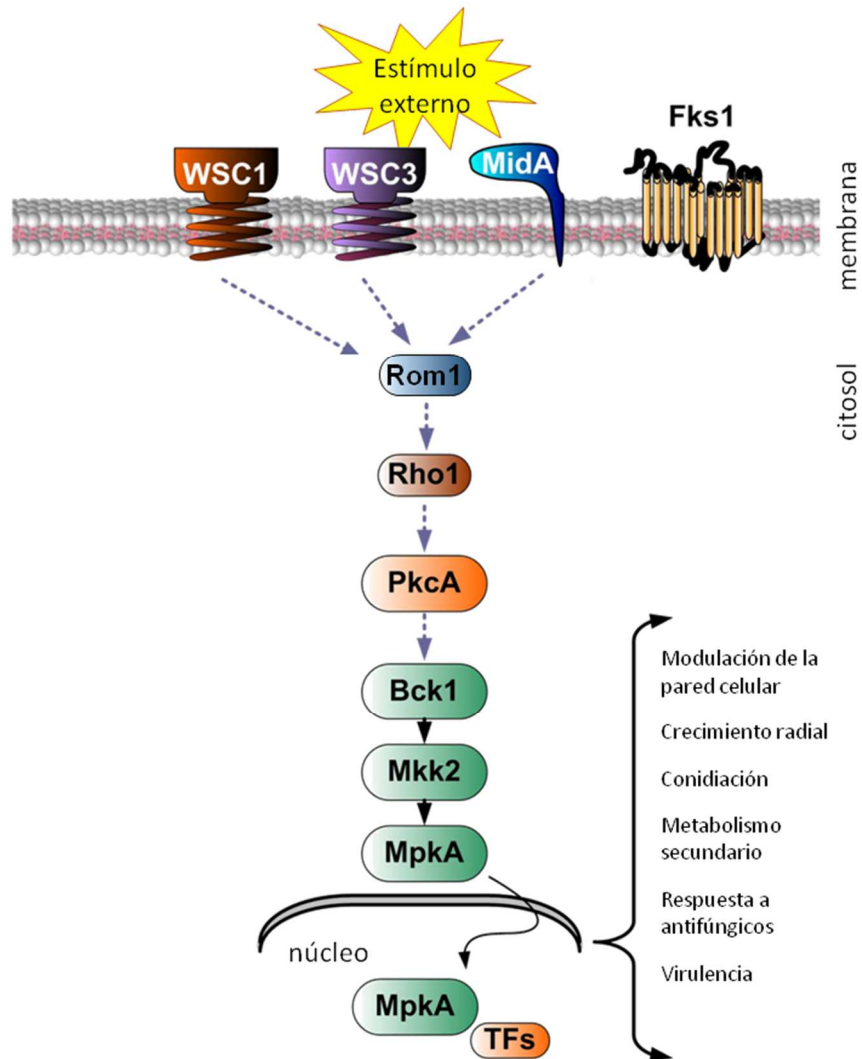 Estímulo
externo
Fks1
WSC1
WSC3
MidA
membrana
Rom1
citosol
Rho1
PkcA
Bck1
Mkk2
MpkA
núcleo
MpkA
TFs
Modulación de la
pared celular
Crecimiento radial
Conidiación
Metabolismo
secundario
Respuesta a
antifúngicos
Virulencia